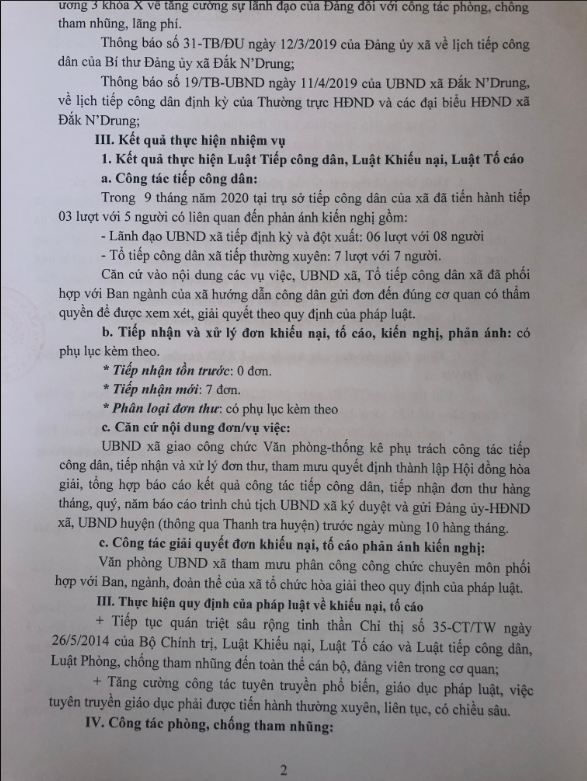 ương 3 khóa X về tăng cường sự lãnh đạo của Đảng đối với công tác phòng, chống
tham nhũng, lãng phí.
Thông báo số 31-TB/ĐU ngày 12/3/2019 của Đảng ủy xã về lịch tiếp công
dân của Bí thư Đảng ủy xã Đắk N'Drung;
Thông báo số 19/TB-UBND ngày 11/4/2019 của UBND xã Đắk N'Drung,
về lịch tiếp công dân định kỳ của Thường trực HĐND và các đại biểu HĐND xã
Đắk N'Drung;
III. Kết quả thực hiện nhiệm vụ
1. Kết quả thực hiện Luật Tiếp công dân, Luật Khiếu nại, Luật Tố cáo
a. Công tác tiếp công dân:
Trong 9 tháng năm 2020 tại trụ sở tiếp công dân của xã đã tiến hành tiếp
03 lượt với 5 người có liên quan đến phản ánh kiến nghị gồm:
- Lãnh đạo UBND xã tiếp định kỳ và đột xuất: 06 lượt với 08 người
- Tổ tiếp công dân xã tiếp thường xuyên: 7 lượt với 7 người.
Căn cứ vào nội dung các vụ việc, UBND xã, Tổ tiếp công dân xã đã phối
hợp với Ban ngành của xã hướng dẫn công dân gửi đơn đến đúng cơ quan có thẩm
quyền để được xem xét, giải quyết theo quy định của pháp luật.
b. Tiếp nhận và xử lý đơn khiếu nại, tố cáo, kiến nghị, phản ánh: có
phụ lục kèm theo.
* Tiếp nhận tồn trước: 0 đơn.
* Tiếp nhận mới: 7 đơn.
* Phân loại đơn thư: có phụ lục kèm theo
c. Căn cứ nội dung đơn/vụ việc:
UBND xã giao công chức Văn phòng-thống kê phụ trách công tác tiếp
công dân, tiếp nhận và xử lý đơn thư, tham mưu quyết định thành lập Hội đồng hòa
giải, tổng hợp báo cáo kết quả công tác tiếp công dân, tiếp nhận đơn thư hàng
tháng, quý, năm báo cáo trình chủ tịch UBND xã ký duyệt và gửi Đảng ủy-HĐND
xã, UBND huyện (thông qua Thanh tra huyện) trước ngày mùng 10 hàng tháng.
c. Công tác giải quyết đơn khiếu nại, tố cáo phản ánh kiến nghị:
Văn phòng UBND xã tham mưu phân công công chức chuyên môn phối
hợp với Ban, ngành, đoàn thể của xã tổ chức hòa giải theo quy định của pháp luật.
III. Thực hiện quy định của pháp luật về khiếu nại, tố cáo
+ Tiếp tục quán triệt sâu rộng tinh thần Chỉ thị số 35-CT/TW ngày
26/5/2014 của Bộ Chính trị, Luật Khiếu nại, Luật Tố cáo và Luật tiếp công dân,
Luật Phòng, chống tham nhũng đến toàn thể cán bộ, đảng viên trong cơ quan;
+ Tăng cường công tác tuyên truyền phổ biến, giáo dục pháp luật, việc
tuyên truyền giáo dục phải được tiến hành thường xuyên, liên tục, có chiều sâu.
IV. Công tác phòng, chống tham nhũng:
2